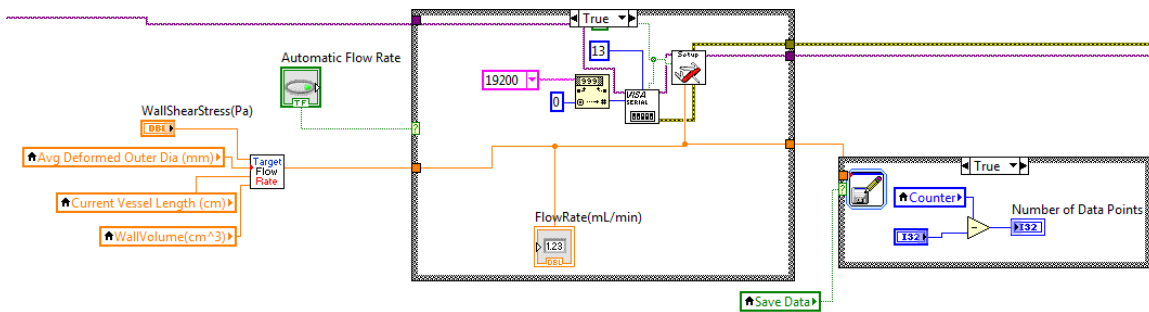 True
Automatic Flow Rate
TF
13
Setup
19200
999
0
#
VISA
SERIAL
WallShearStress(Pa)
DBL
Avg Deformed Outer Dia (mm)
Target
Flow
Rate
Current Vessel Length (cm)
WallVolume(cm^3)
FlowRate(mL/min)
1.23
DBL
?
True
?
Counter
Number of Data Points
I32
I32
Save Data